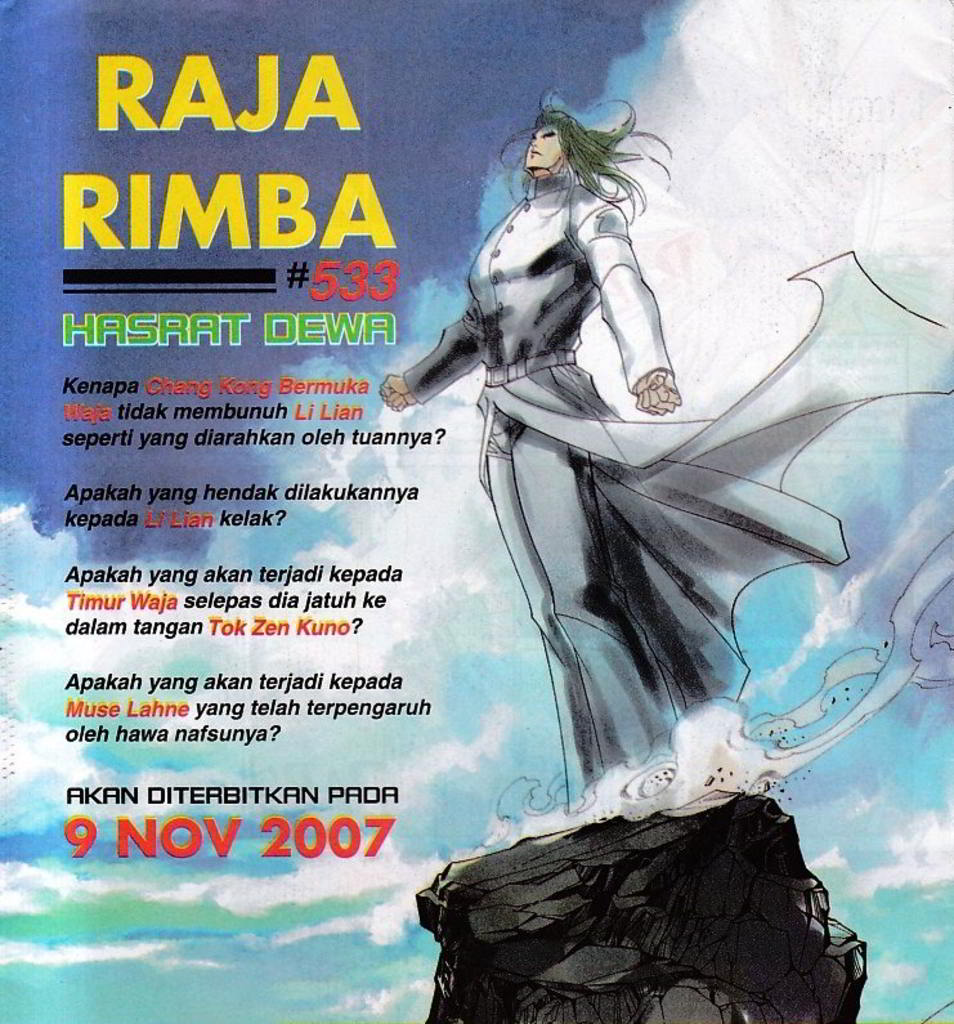 RAJA
RIMBA
#533
HASRAT DEWA
Kenapa Chang Kong Bermuka
Waja tidak membunuh Li Lian
seperti yang diarahkan oleh tuannya?
Apakah yang hendak dilakukannya
kepada Li Lian kelak?
Apakah yang akan terjadi kepada
Timur Waja selepas dia jatuh ke
dalam tangan Tok Zen Kuno?
Apakah yang akan terjadi kepada
Muse Lahne yang telah terpengaruh
oleh hawa nafsunya?
AKAN DITERBITKAN PADA
9 NOV 2007